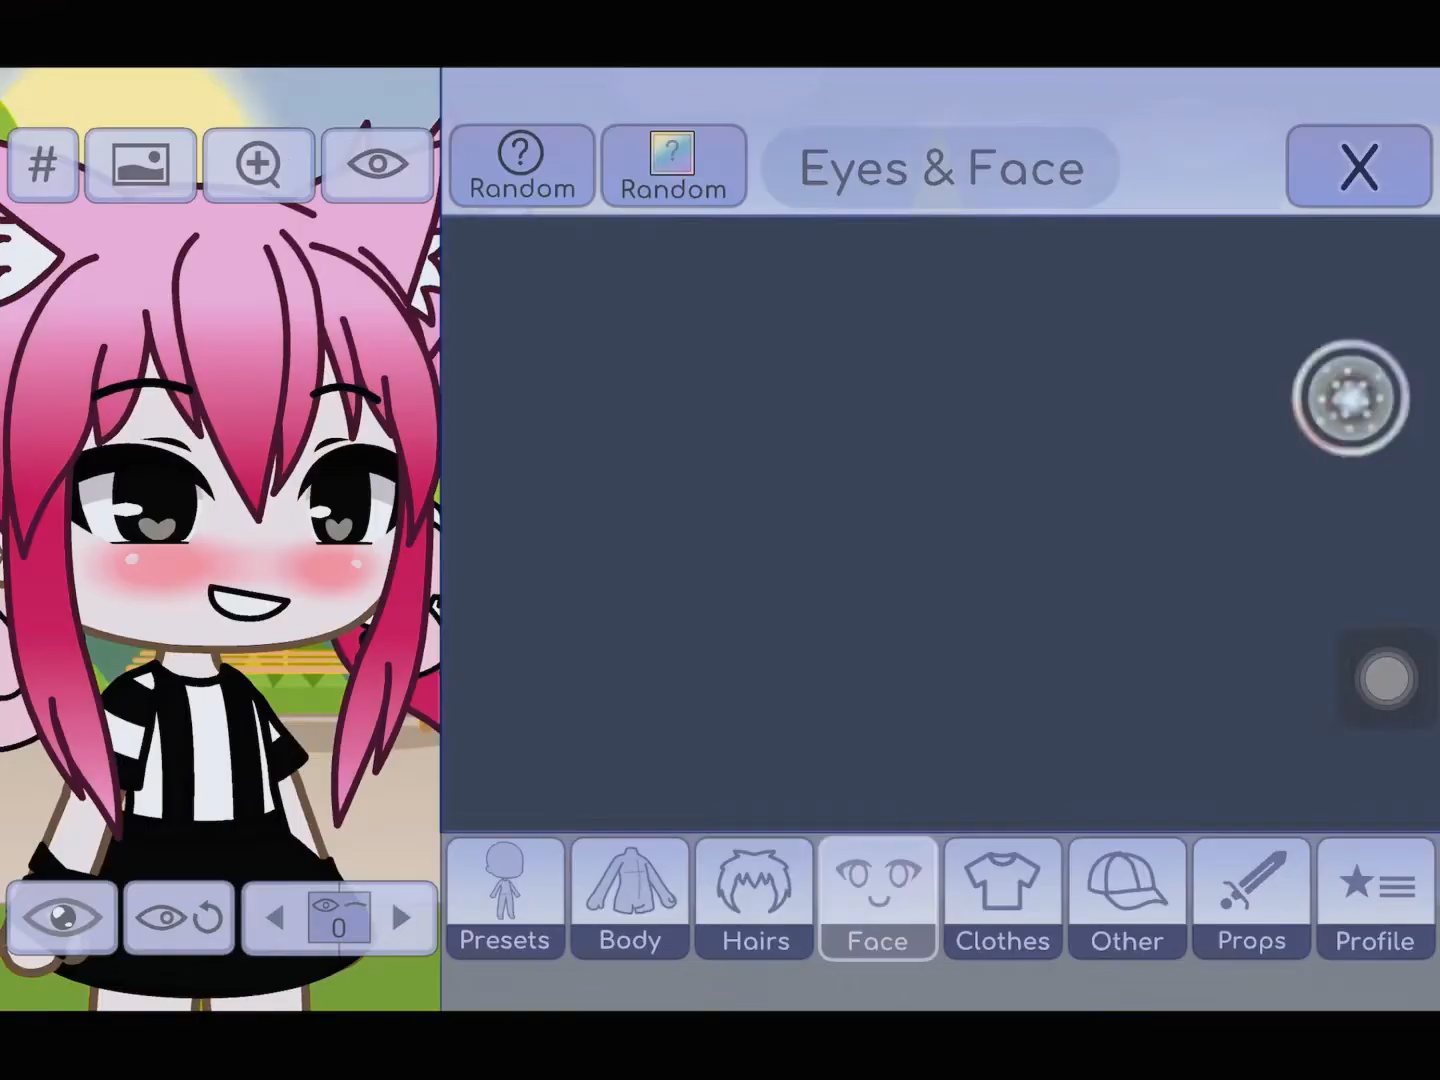 #
? Random
? Random
Eyes & Face
X
0
Presets
Body
Hairs
Face
Clothes
Other
Props
Profile